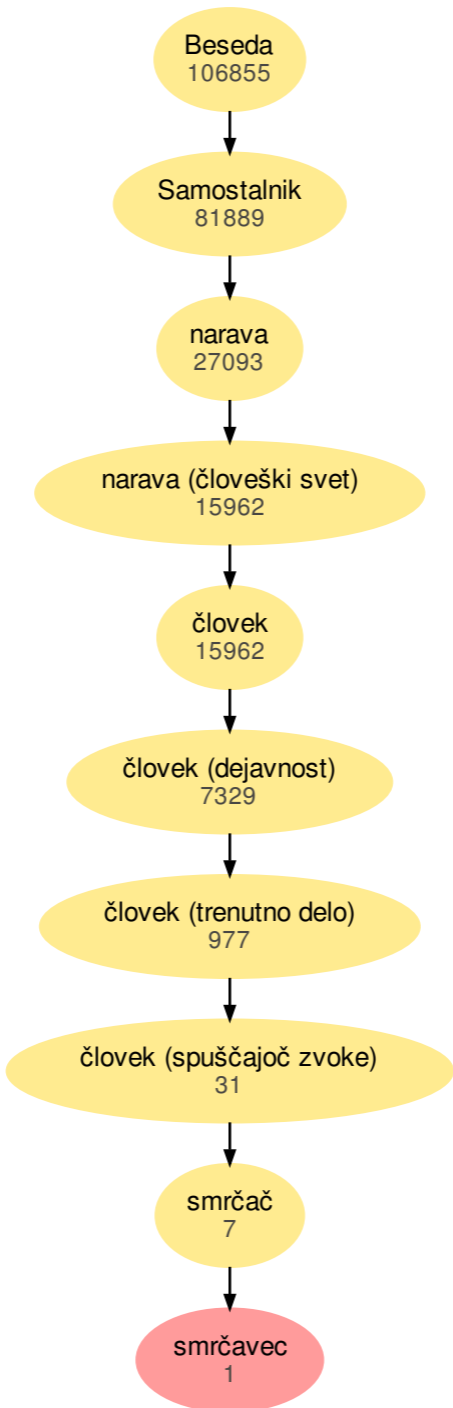 Beseda
106855
Samostalnik
81889
narava
27093
narava (človeški svet)
15962
človek
15962
človek (dejavnost)
7329
človek (trenutno delo)
977
človek (spuščajoč zvoke)
31
smrčač
7
smrčavec
1